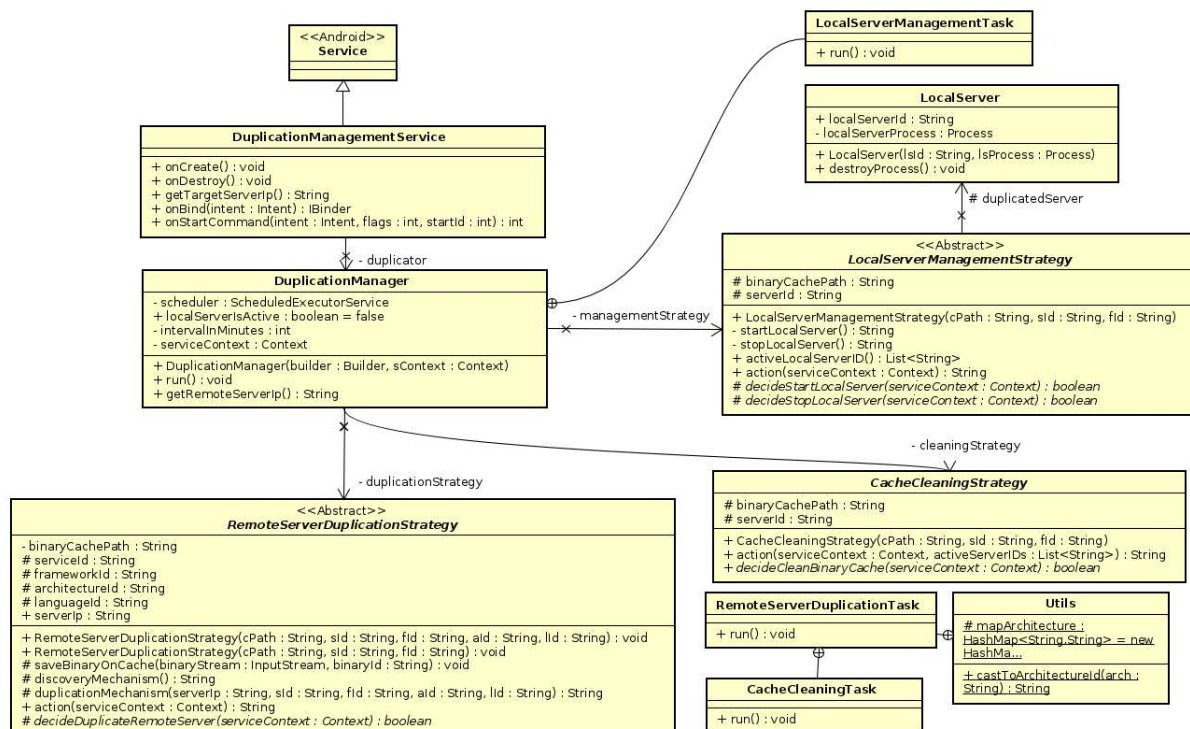 <<Android>>
Service
DuplicationManagementService
+ onCreate() : void
+ onDestroy() : void
+ getTargetServerIp() : String
+ onBind(intent : Intent) : IBinder
+ onStartCommand(intent : Intent, flags : int, startId : int) : int
- duplicator
DuplicationManager
- scheduler : ScheduledExecutorService
+ localServerIsActive : boolean = false
- intervalInMinutes : int
- serviceContext : Context
+ DuplicationManager(builder : Builder, sContext : Context)
+ run() : void
+ getRemoteServerIp() : String
LocalServerManagementTask
+ run() : void
LocalServer
+ localServerId : String
- localServerProcess : Process
+ LocalServer(lsId : String, lsProcess : Process)
+ destroyProcess() : void
# duplicatedServer
- managementStrategy
<<Abstract>>
LocalServerManagementStrategy
# binaryCachePath : String
# serverId : String
+ LocalServerManagementStrategy(cPath : String, sId : String, fId : String)
- startLocalServer() : String
- stopLocalServer() : String
+ activeLocalServerID() : List<String>
+ action(serviceContext : Context) : String
# decideStartLocalServer(serviceContext : Context) : boolean
# decideStopLocalServer(serviceContext : Context) : boolean
- cleaningStrategy
- duplicationStrategy
<<Abstract>>
RemoteServerDuplicationStrategy
- binaryCachePath : String
# serviceId : String
# frameworkId : String
# architectureId : String
# languageId : String
+ serverIp : String
+ RemoteServerDuplicationStrategy(cPath : String, sId : String, fId : String, aId : String, lId : String) : void
+ RemoteServerDuplicationStrategy(cPath : String, sId : String, fId : String) : void
# saveBinaryOnCache(binaryStream : InputStream, binaryId : String) : void
# discoveryMechanism() : String
# duplicationMechanism(serverIp : String, sId : String, fId : String, aId : String, lId : String) : String
+ action(serviceContext : Context) : String
# decideDuplicateRemoteServer(serviceContext : Context) : boolean
CacheCleaningStrategy
# binaryCachePath : String
# serverId : String
+ CacheCleaningStrategy(cPath : String, sId : String, fId : String)
+ action(serviceContext : Context, activeServerIDs : List<String>) : String
+ decideCleanBinaryCache(serviceContext : Context) : boolean
RemoteServerDuplicationTask
+ run() : void
CacheCleaningTask
+ run() : void
Utils
# mapArchitecture :
HashMap<String,String> = new
HashMa...
+ castToArchitectureId(arch :
String) : String